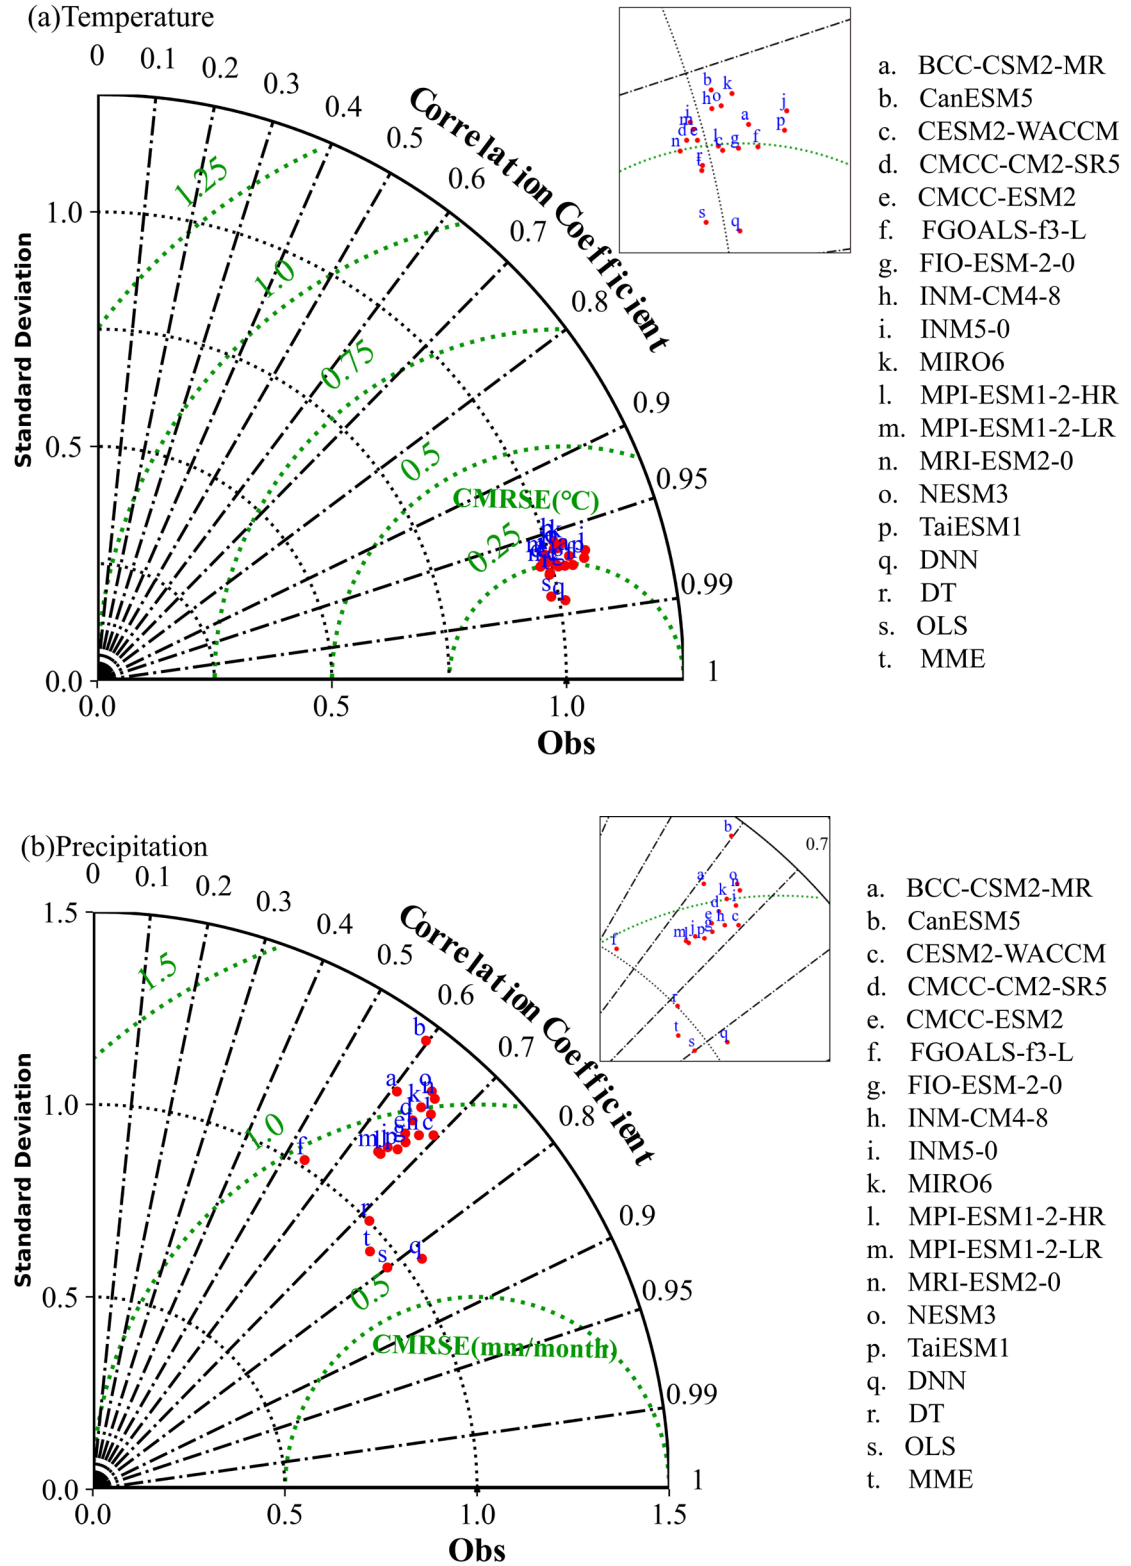 (a)Temperature
0
0.1
0.2
0.3
0.4
0.5
0.6
0.7
0.8
0.9
0.95
0.99
1
Correlation Coefficient
Standard Deviation
1.0
0.5
0.0
0.0
0.5
1.0
Obs
1.25
1.0
0.75
0.5
CMRSE(°C)
0.25
s
q
b
k
h
o
a
j
p
m
d
e
n
l
c
g
f
s
q
a. BCC-CSM2-MR
b. CanESM5
c. CESM2-WACCM
d. CMCC-CM2-SR5
e. CMCC-ESM2
f. FGOALS-f3-L
g. FIO-ESM-2-0
h. INM-CM4-8
i. INM5-0
k. MIRO6
l. MPI-ESM1-2-HR
m. MPI-ESM1-2-LR
n. MRI-ESM2-0
o. NESM3
p. TaiESM1
q. DNN
r. DT
s. OLS
t. MME
(b)Precipitation
0
0.1
0.2
0.3
0.4
0.5
0.6
0.7
0.8
0.9
0.95
0.99
1
Correlation Coefficient
Standard Deviation
1.5
1.0
0.5
0.0
0.0
0.5
1.0
1.5
Obs
1.5
1.0
0.5
CMRSE(mm/month)
b
a
o
n
k
i
d
e
h
c
m
l
j
p
g
f
r
t
s
q
0.7
b
a
o
n
k
i
d
e
h
c
m
l
j
p
g
f
r
t
s
q
a. BCC-CSM2-MR
b. CanESM5
c. CESM2-WACCM
d. CMCC-CM2-SR5
e. CMCC-ESM2
f. FGOALS-f3-L
g. FIO-ESM-2-0
h. INM-CM4-8
i. INM5-0
k. MIRO6
l. MPI-ESM1-2-HR
m. MPI-ESM1-2-LR
n. MRI-ESM2-0
o. NESM3
p. TaiESM1
q. DNN
r. DT
s. OLS
t. MME